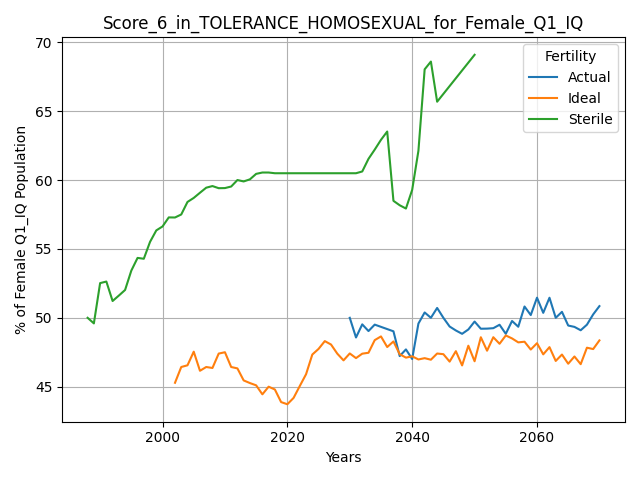 Score_6_in_TOLERANCE_HOMOSEXUAL_for_Female_Q1_IQ
% of Female Q1_IQ Population
70
65
60
55
50
45
Fertility
Actual
Ideal
Sterile
2000
2020
2040
2060
Years